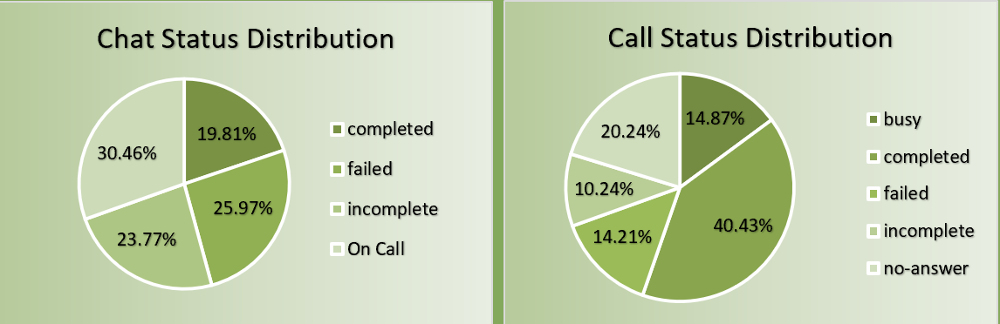 Chat Status Distribution
19.81%
25.97%
23.77%
30.46%
completed
failed
incomplete
On Call
Call Status Distribution
14.87%
40.43%
14.21%
10.24%
20.24%
busy
completed
failed
incomplete
no-answer